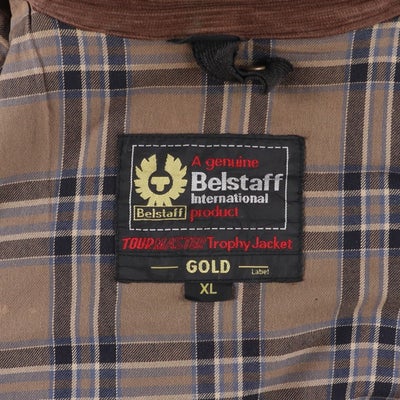 A genuine
Belstaff
International
Belstaff product
TOURMASTER Trophy Jacket
GOLD
Label
XL